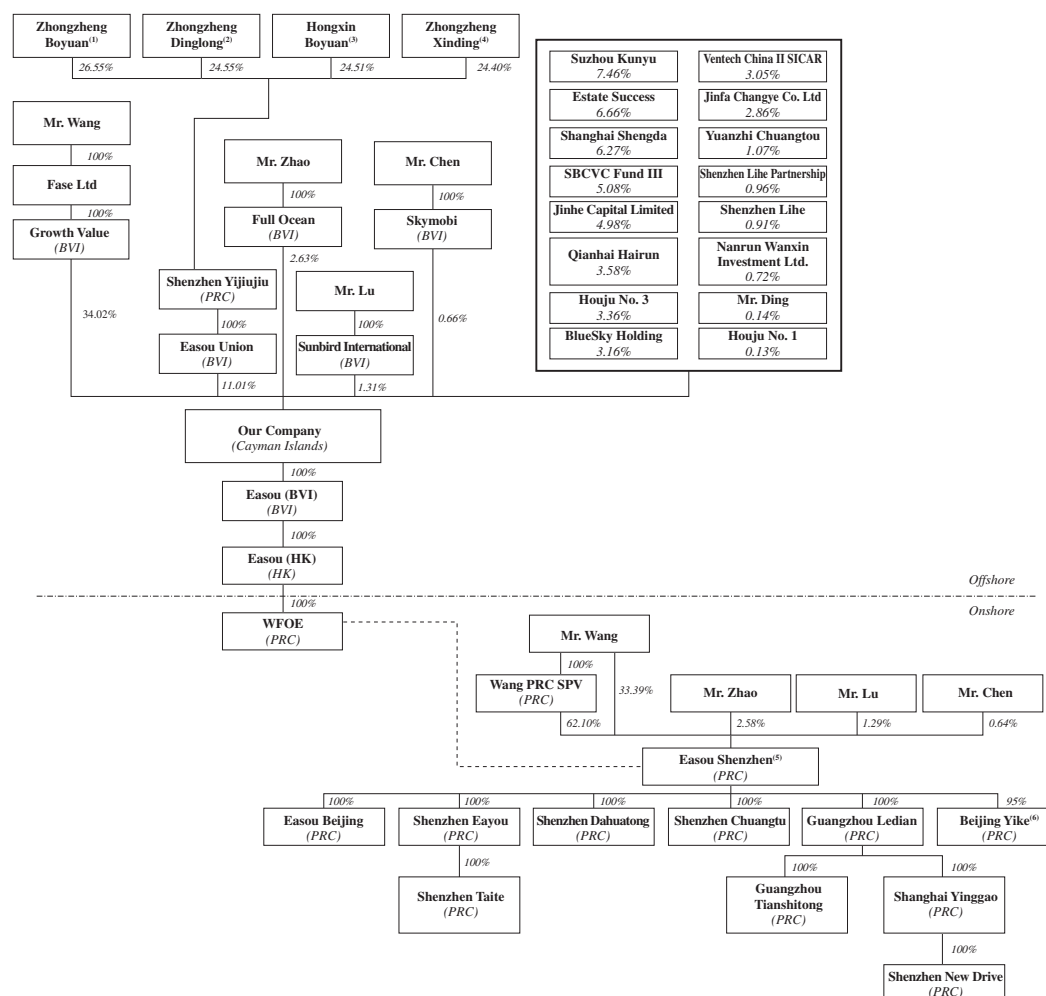 Zhongzheng
Boyuan(1)
Zhongzheng
Dinglong(2)
Hongxin
Boyuan(3)
Zhongzheng
Xinding(4)
26.55%
24.55%
24.51%
24.40%
Suzhou Kunyu
7.46%
Ventech China II SICAR
3.05%
Estate Success
6.66%
Jinfa Changye Co. Ltd
2.86%
Shanghai Shengda
6.27%
Yuanzhi Chuangtou
1.07%
SBCVC Fund III
5.08%
Shenzhen Lihe Partnership
0.96%
Jinhe Capital Limited
4.98%
Shenzhen Lihe
0.91%
Qianhai Hairun
3.58%
Nanrun Wanxin
Investment Ltd.
0.72%
Houju No. 3
3.36%
Mr. Ding
0.14%
BlueSky Holding
3.16%
Houju No. 1
0.13%
Mr. Wang
100%
Fase Ltd
100%
Growth Value
(BVI)
34.02%
Shenzhen Yijiujiu
(PRC)
100%
Easou Union
(BVI)
11.01%
Mr. Zhao
100%
Full Ocean
(BVI)
2.63%
Mr. Lu
100%
Sunbird International
(BVI)
1.31%
Mr. Chen
100%
Skymobi
(BVI)
0.66%
Our Company
(Cayman Islands)
100%
Easou (BVI)
(BVI)
100%
Easou (HK)
(HK)
Offshore
Onshore
100%
WFOE
(PRC)
Mr. Wang
100%
33.39%
Wang PRC SPV
(PRC)
62.10%
Mr. Zhao
2.58%
Mr. Lu
1.29%
Mr. Chen
0.64%
Easou Shenzhen(5)
(PRC)
100%
100%
100%
100%
100%
95%
Easou Beijing
(PRC)
Shenzhen Eayou
(PRC)
Shenzhen Dahuatong
(PRC)
Shenzhen Chuangtu
(PRC)
Guangzhou Ledian
(PRC)
Beijing Yike(6)
(PRC)
100%
100%
100%
Shenzhen Taite
(PRC)
Guangzhou
Tianshitong
(PRC)
Shanghai Yinggao
(PRC)
100%
Shenzhen New Drive
(PRC)